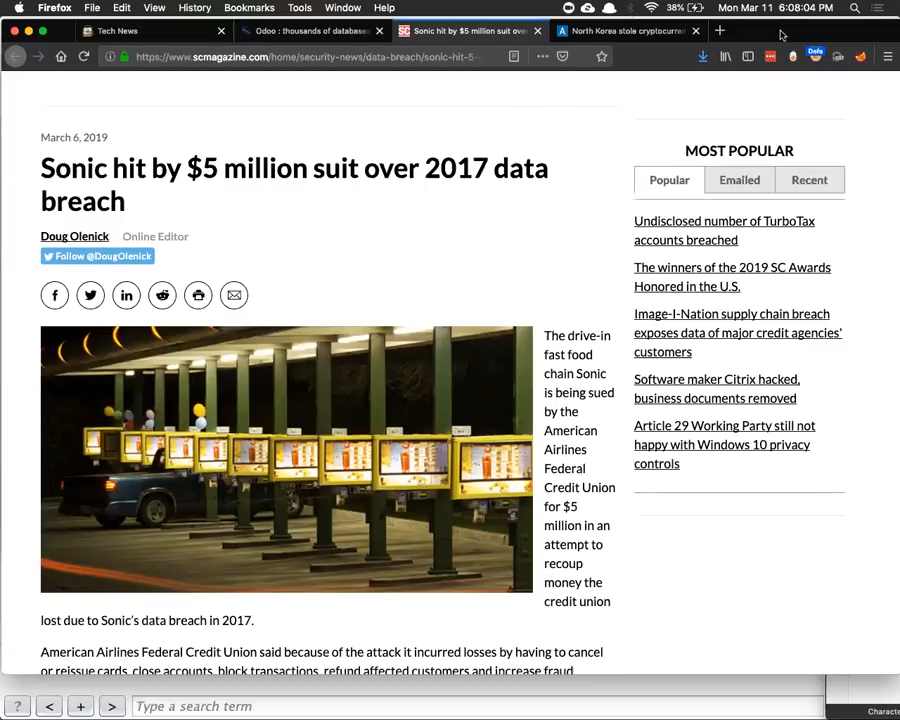 Firefox File Edit View History Bookmarks Tools Window Help 38% Mon Mar 11 6:08:04 PM
Tech News Odoo : thousands of databases SC Sonic hit by $5 million suit over North Korea stole cryptocurren
https://www.scmagazine.com/home/security-news/data-breach/sonic-hit-5- Defa
March 6, 2019
Sonic hit by $5 million suit over 2017 data
breach
Doug Olenick Online Editor
Follow @DougOlenick
The drive-in
fast food
chain Sonic
is being sued
by the
American
Airlines
Federal
Credit Union
for $5
million in an
attempt to
recoup
money the
credit union
lost due to Sonic's data breach in 2017.
American Airlines Federal Credit Union said because of the attack it incurred losses by having to cancel
or reissue cards, close accounts, block transactions, refund affected customers and increase fraud
MOST POPULAR
Popular Emailed Recent
Undisclosed number of TurboTax
accounts breached
The winners of the 2019 SC Awards
Honored in the U.S.
Image-I-Nation supply chain breach
exposes data of major credit agencies'
customers
Software maker Citrix hacked,
business documents removed
Article 29 Working Party still not
happy with Windows 10 privacy
controls
? < + > Type a search term
Characte